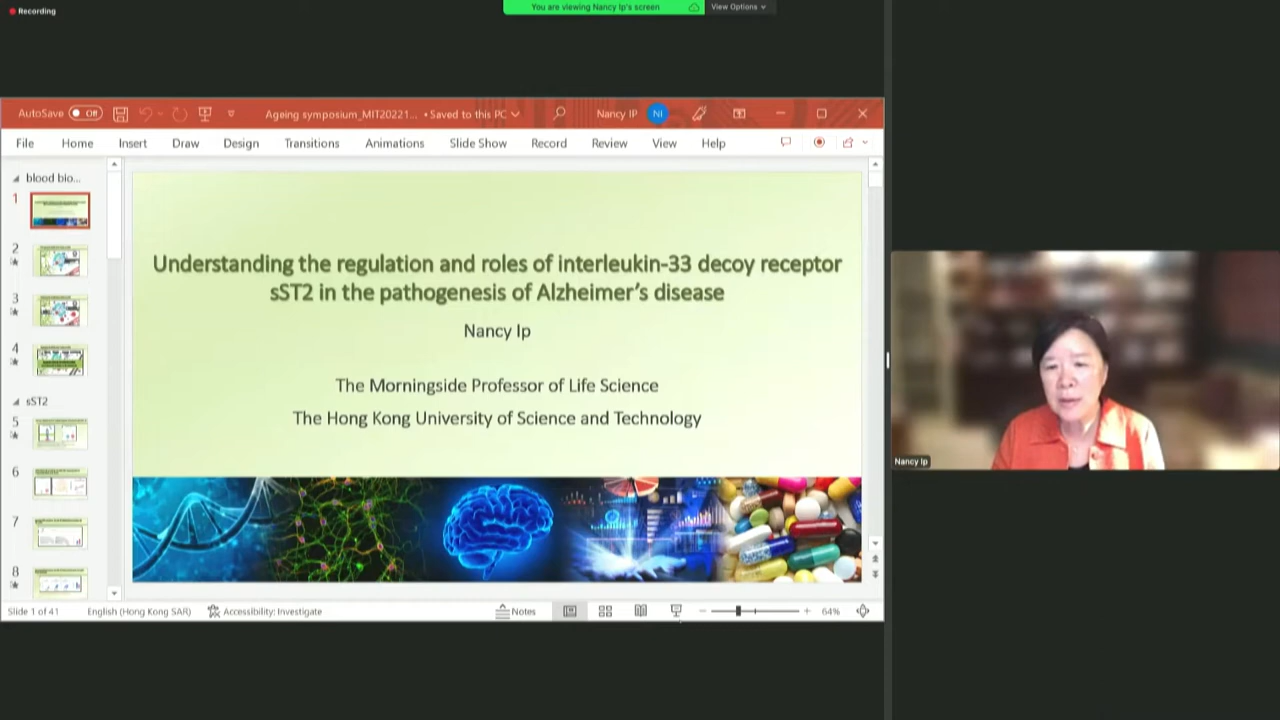 Recording
You are viewing Nancy Ip's screen
View Options
AutoSave Off
Ageing symposium_MIT20221... • Saved to this PC
Nancy IP
NI
File Home Insert Draw Design Transitions Animations Slide Show Record Review View Help
blood bio...
1
2
3
4
sST2
5
6
7
8
Understanding the regulation and roles of interleukin-33 decoy receptor
sST2 in the pathogenesis of Alzheimer's disease
Nancy Ip
The Morningside Professor of Life Science
The Hong Kong University of Science and Technology
Nancy Ip
Slide 1 of 41 English (Hong Kong SAR) Accessibility: Investigate Notes 64%